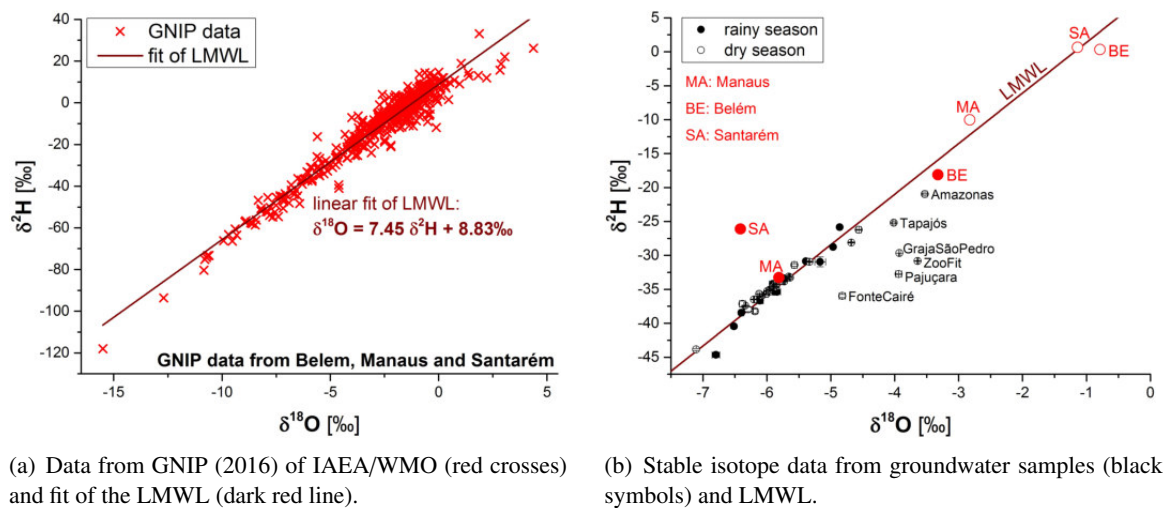 (a)
GNIP data
fit of LMWL
40
20
0
-20
-40
-60
-80
-100
-120
δ²H [‰]
linear fit of LMWL:
δ¹⁸O = 7.45 δ²H + 8.83‰
GNIP data from Belem, Manaus and Santarém
-15
-10
-5
0
5
δ¹⁸O [‰]
(b)
rainy season
dry season
MA: Manaus
BE: Belém
SA: Santarém
5
0
-5
-10
-15
-20
-25
-30
-35
-40
-45
δ²H [‰]
SA
BE
LMWL
MA
BE
Amazonas
SA
Tapajós
GrajaSãoPedro
ZooFit
MA
Pajuçara
FonteCairé
-7
-6
-5
-4
-3
-2
-1
0
δ¹⁸O [‰]
(a) Data from GNIP (2016) of IAEA/WMO (red crosses)
and fit of the LMWL (dark red line).
(b) Stable isotope data from groundwater samples (black
symbols) and LMWL.